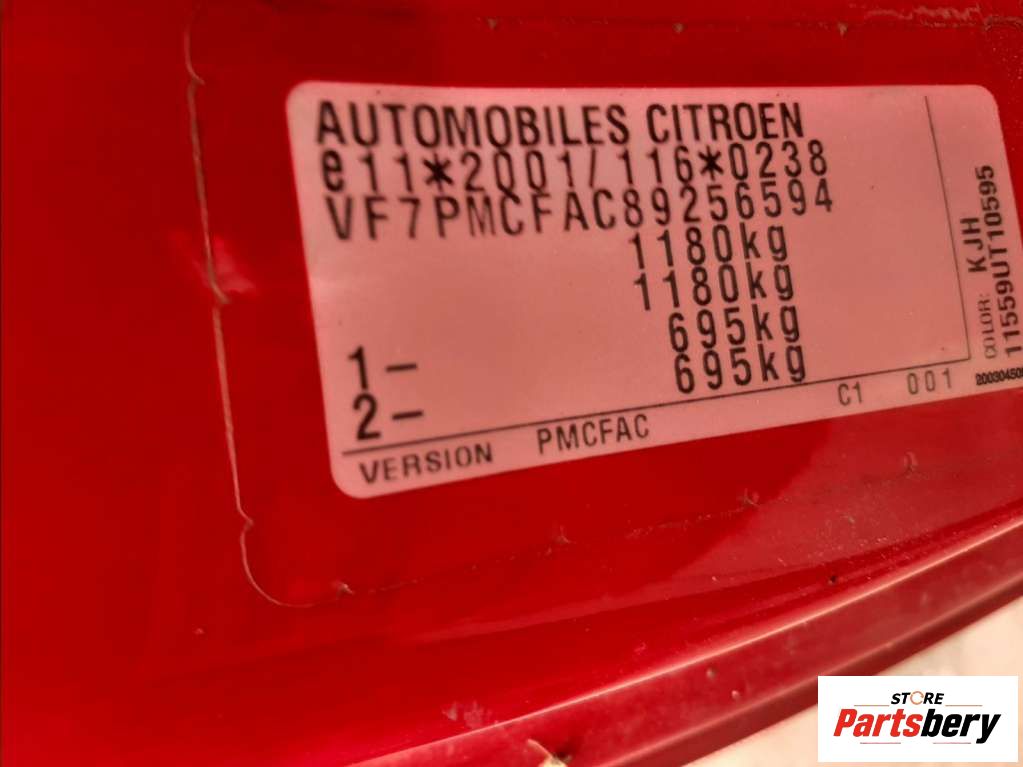 AUTOMOBILES CITROEN
e11*2001/116*0238
VF7PMCFAC89256594
1180kg
1180kg
1- 695kg
2- 695kg
VERSION PMCFAC C1 001
COLOR: KJH
11559UT10595
STORE
Partsbery